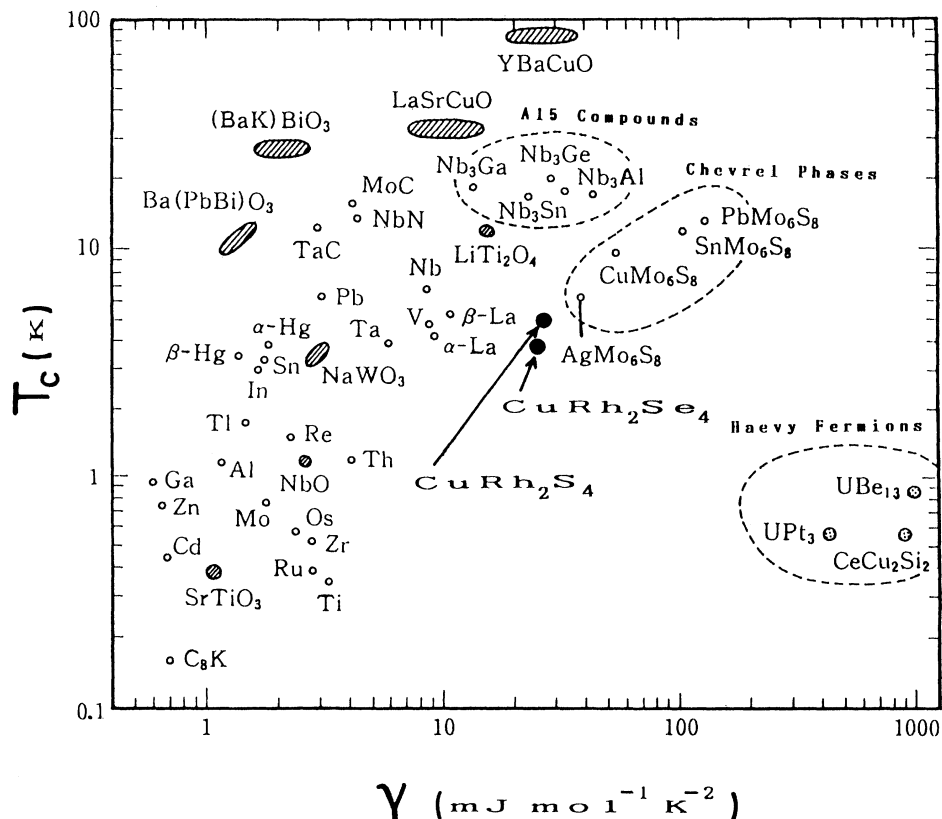 100
YBaCuO
LaSrCuO
A15 Compounds
(BaK)BiO₃
Nb₃Ge
Nb₃Ga
Nb₃Al
Chevrel Phases
MoC
Ba(PbBi)O₃
NbN
Nb₃Sn
PbMo₆S₈
TaC
SnMo₆S₈
10
LiTi₂O₄
Nb
CuMo₆S₈
Pb
V
β-La
α-Hg
Ta
α-La
β-Hg
Sn
NaWO₃
AgMo₆S₈
In
CuRh₂Se₄
Tl
Re
Haevy Fermions
Al
Th
1
Ga
NbO
CuRh₂S₄
UBe₁₃
Zn
Mo
Os
UPt₃
Cd
Zr
CeCu₂Si₂
Ru
SrTiO₃
Ti
C₈K
0.1
1
10
100
1000
Tc(K)
γ (mJ mol⁻¹ K⁻²)